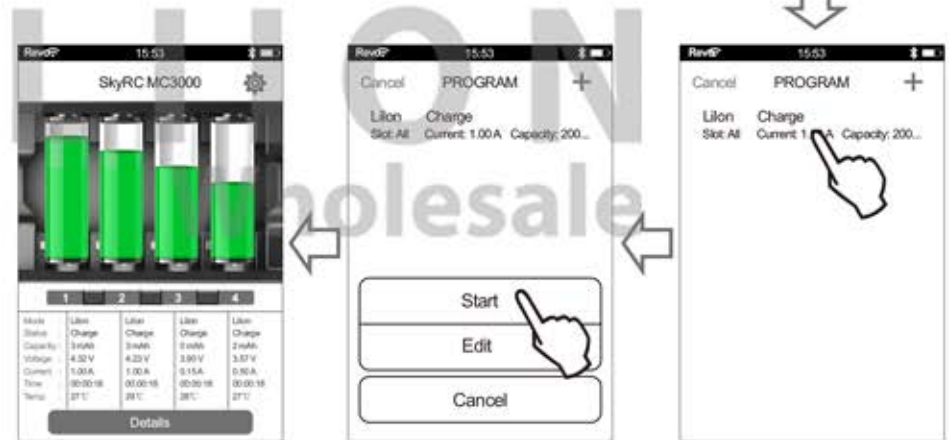 LIION
wholesale
Revo
15:53
SkyRC MC3000
1 2 3 4
Mode LiIon LiIon LiIon LiIon
Status Charge Charge Charge Charge
Capacity 3 mAh 3 mAh 0 mAh 2 mAh
Voltage 4.32 V 4.23 V 3.90 V 3.57 V
Current 1.00 A 1.00 A 0.15 A 0.50 A
Time 00:00:16 00:00:16 00:00:16 00:00:16
Temp 27°C 28°C 28°C 27°C
Details
15:53
Cancel PROGRAM +
LiIon Charge
Slot: All Current: 1.00 A Capacity: 200...
Start
Edit
Cancel
15:53
Cancel PROGRAM +
LiIon Charge
Slot: All Current: 1. A Capacity: 200...